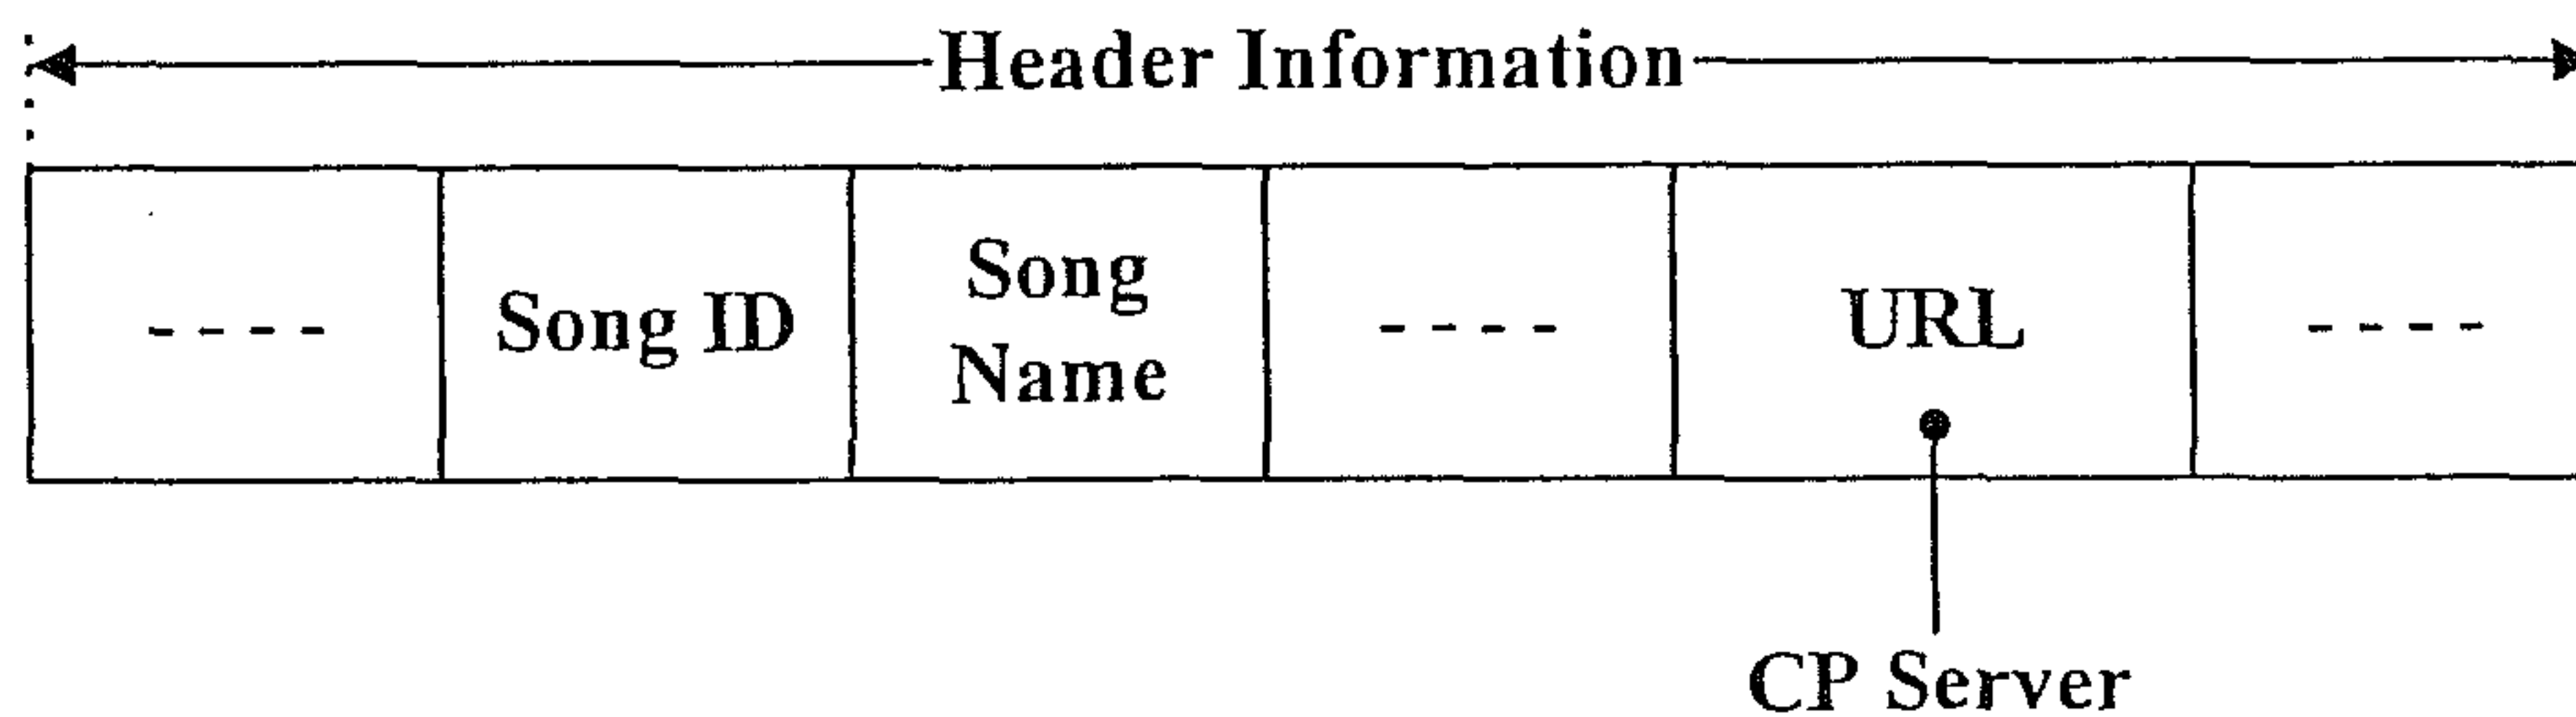 Header Information
- - - -
Song ID
Song
Name
- - - -
URL
- - - -
CP Server